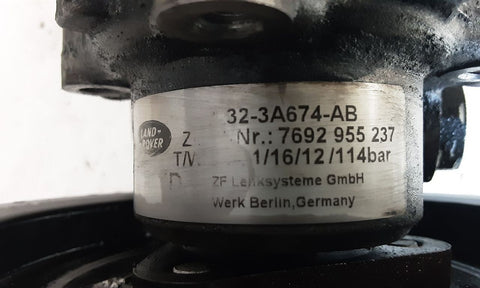 32-3A674-AB
LAND-
ROVER
Z Nr.: 7692 955 237
T/V 1/16/12/114bar
ZF Lenksysteme GmbH
Werk Berlin,Germany